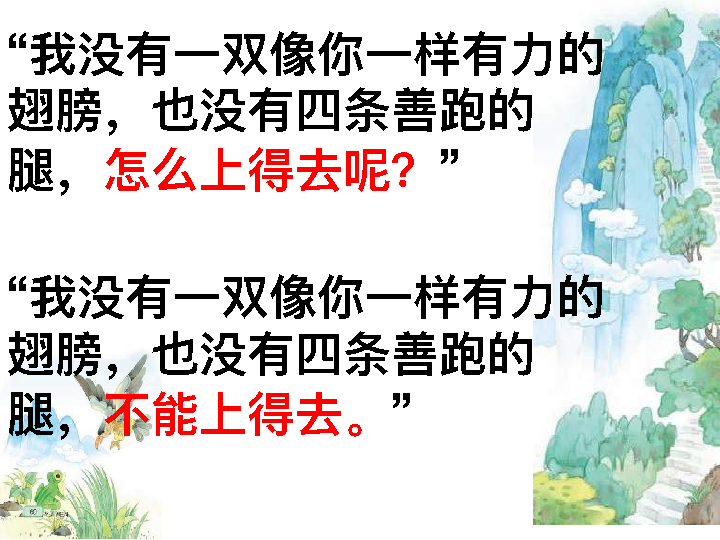 “我没有一双像你一样有力的
翅膀，也没有四条善跑的
腿，怎么上得去呢？”
“我没有一双像你一样有力的
翅膀，也没有四条善跑的
腿，不能上得去。”
60